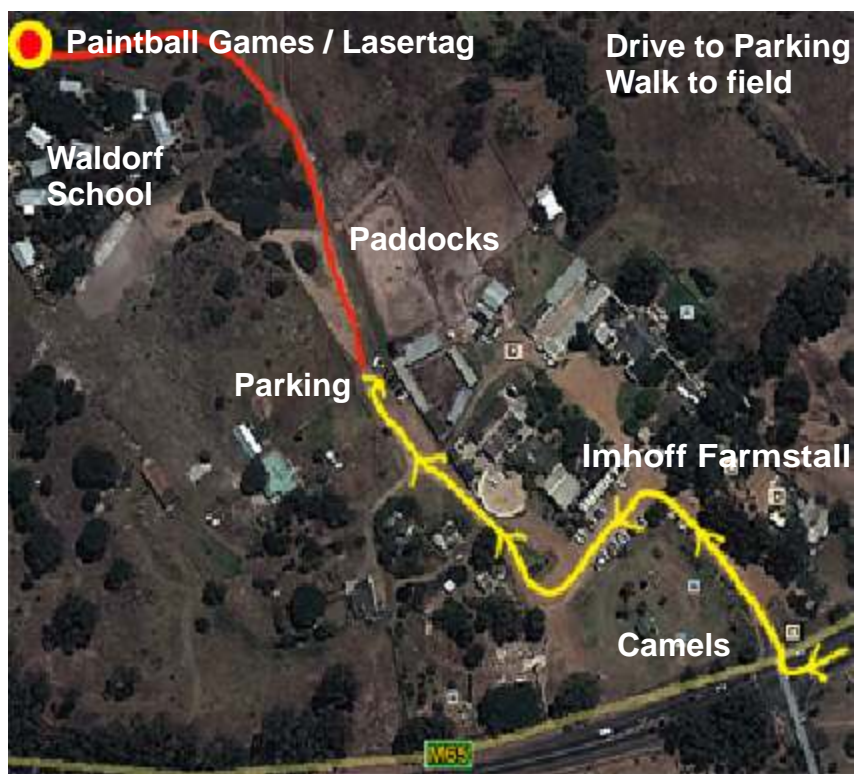 Paintball Games / Lasertag
Drive to Parking
Walk to field
Waldorf
School
Paddocks
Parking
Imhoff Farmstall
Camels
M65